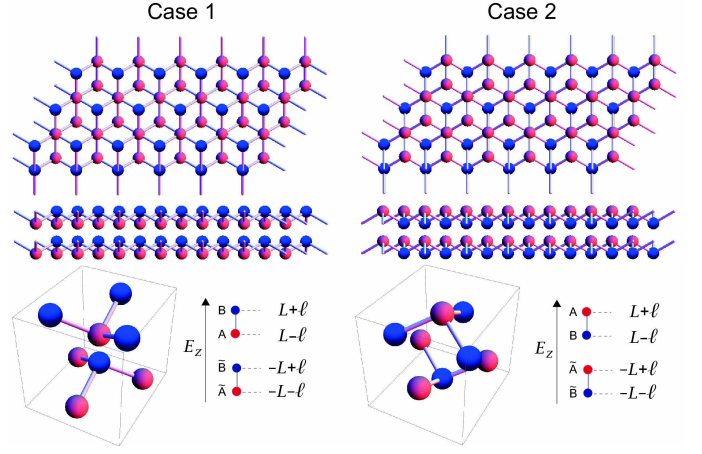 Case 1
Case 2
E_Z
B L+ℓ
A L−ℓ
B̃ −L+ℓ
Ã −L−ℓ
E_Z
A L+ℓ
B L−ℓ
Ã −L+ℓ
B̃ −L−ℓ